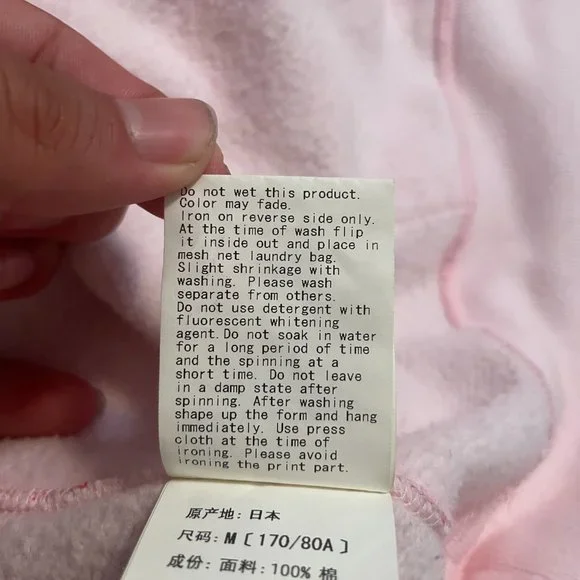 Do not wet this product.
Color may fade.
Iron on reverse side only.
At the time of wash flip
it inside out and place in
mesh net laundry bag.
Slight shrinkage with
washing. Please wash
separate from others.
Do not use detergent with
fluorescent whitening
agent. Do not soak in water
for a long period of time
and the spinning at a
short time. Do not leave
in a damp state after
spinning. After washing
shape up the form and hang
immediately. Use press
cloth at the time of
ironing. Please avoid
ironing the print part.
原产地: 日本
尺码: M [170/80A]
成份: 面料: 100% 棉